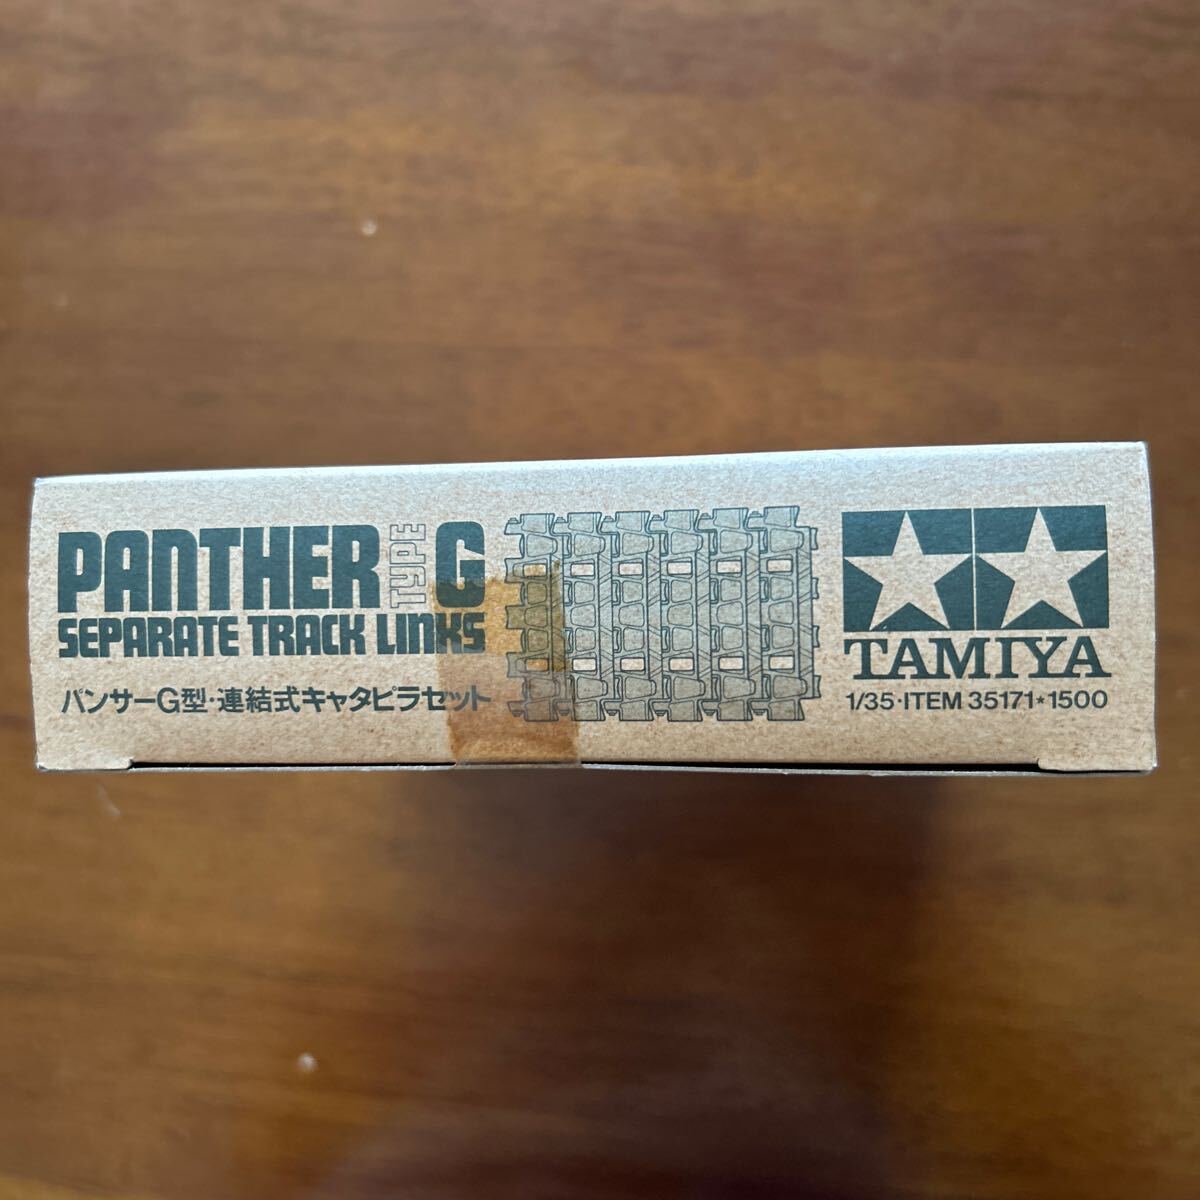 PANTHER TYPE G
SEPARATE TRACK LINKS
パンサーG型・連結式キャタピラセット
TAMIYA
1/35・ITEM 35171★1500